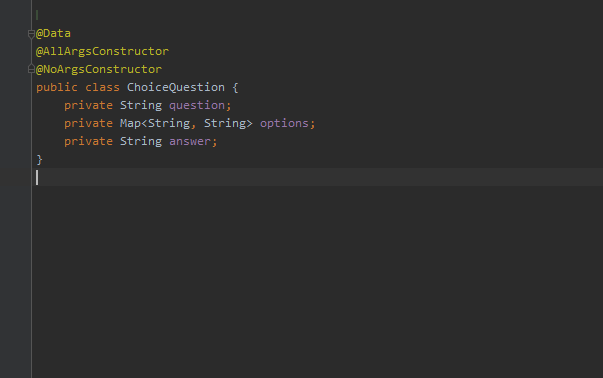 @Data
@AllArgsConstructor
@NoArgsConstructor
public class ChoiceQuestion {
    private String question;
    private Map<String, String> options;
    private String answer;
}